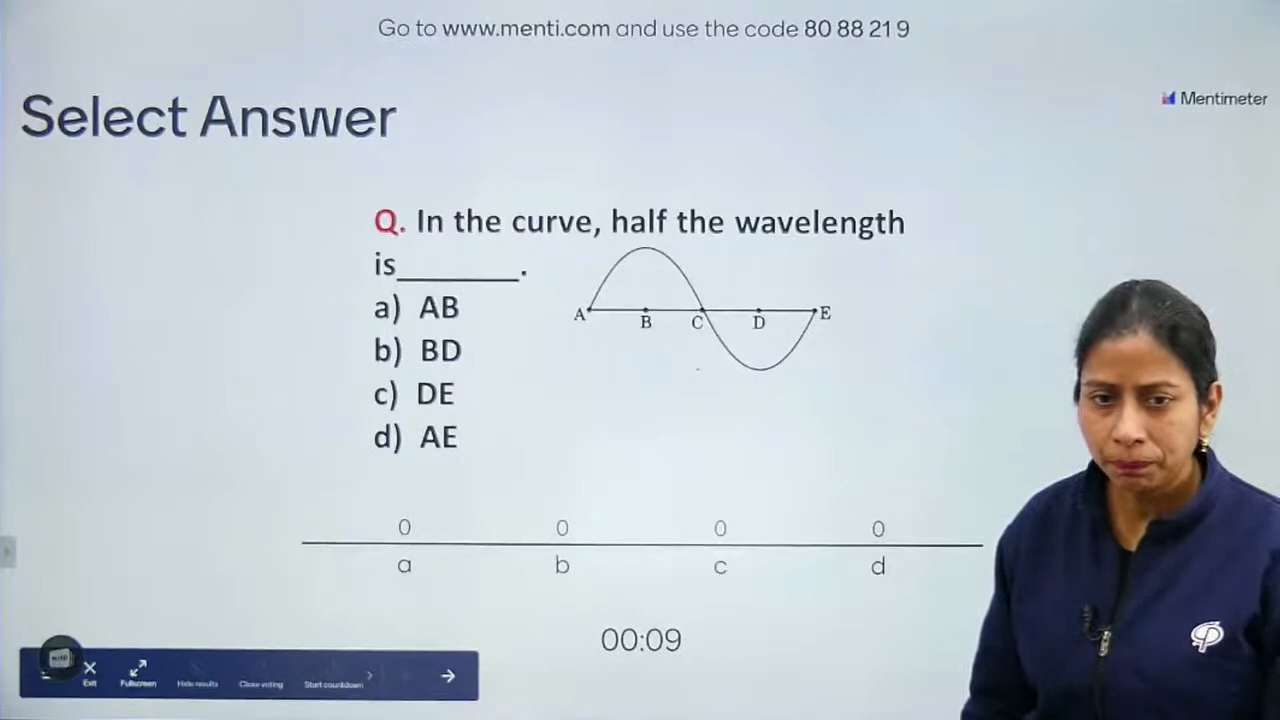 Go to www.menti.com and use the code 80 88 21 9
Select Answer
Mentimeter
Q. In the curve, half the wavelength
is_______.
a) AB
b) BD
c) DE
d) AE
A B C D E
0 0 0 0
a b c d
00:09
Exit Fullscreen Hide results Close voting Start countdown